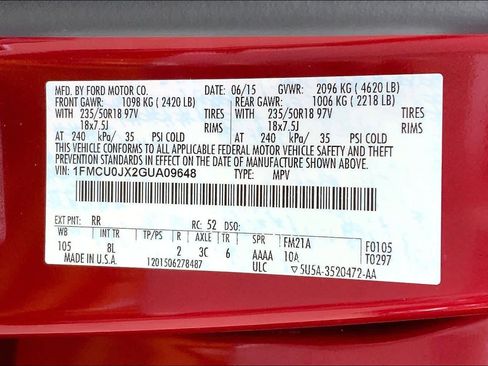 MFD. BY FORD MOTOR CO. 06/15 GVWR: 2096 KG ( 4620 LB)
FRONT GAWR: 1098 KG ( 2420 LB) REAR GAWR: 1006 KG ( 2218 LB)
WITH 235/50R18 97V TIRES WITH 235/50R18 97V TIRES
18x7.5J RIMS 18x7.5J RIMS
AT 240 kPa/ 35 PSI COLD AT 240 kPa/ 35 PSI COLD
THIS VEHICLE CONFORMS TO ALL APPLICABLE FEDERAL MOTOR VEHICLE SAFETY AND THEFT PREVENTION STANDARDS IN EFFECT ON THE DATE OF MANUFACTURE SHOWN ABOVE.
VIN: 1FMCU0JX2GUA09648 TYPE: MPV
EXT PNT: RR RC: 52 DSO:
WB INT TR TP/PS R AXLE TR SPR FM21A F0105
105 8L 2 3C 6 AAAA 10A T0297
MADE IN U.S.A. 1201506278487 ULC ▽5U5A-3520472-AA